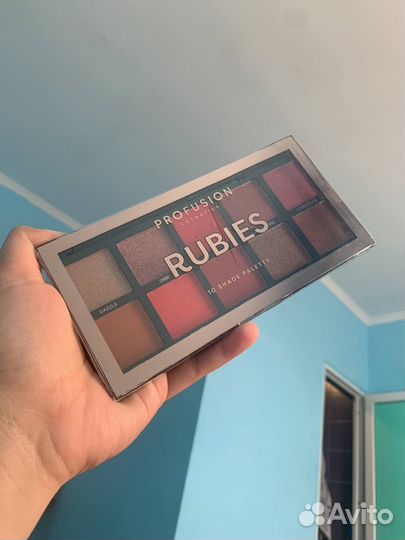 PROFUSION
COSMETICS
RUBIES
10 SHADE PALETTE
DAZZLE
Avito